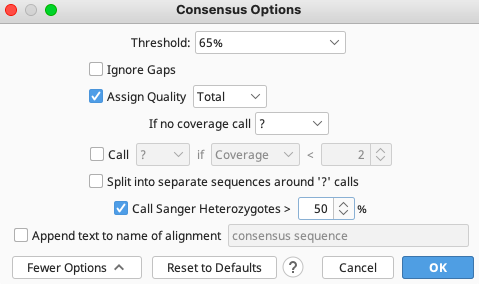 Consensus Options
Threshold: 65%
Ignore Gaps
Assign Quality Total
If no coverage call ?
Call ? if Coverage < 2
Split into separate sequences around '?' calls
Call Sanger Heterozygotes > 50 %
Append text to name of alignment consensus sequence
Fewer Options Reset to Defaults ? Cancel OK